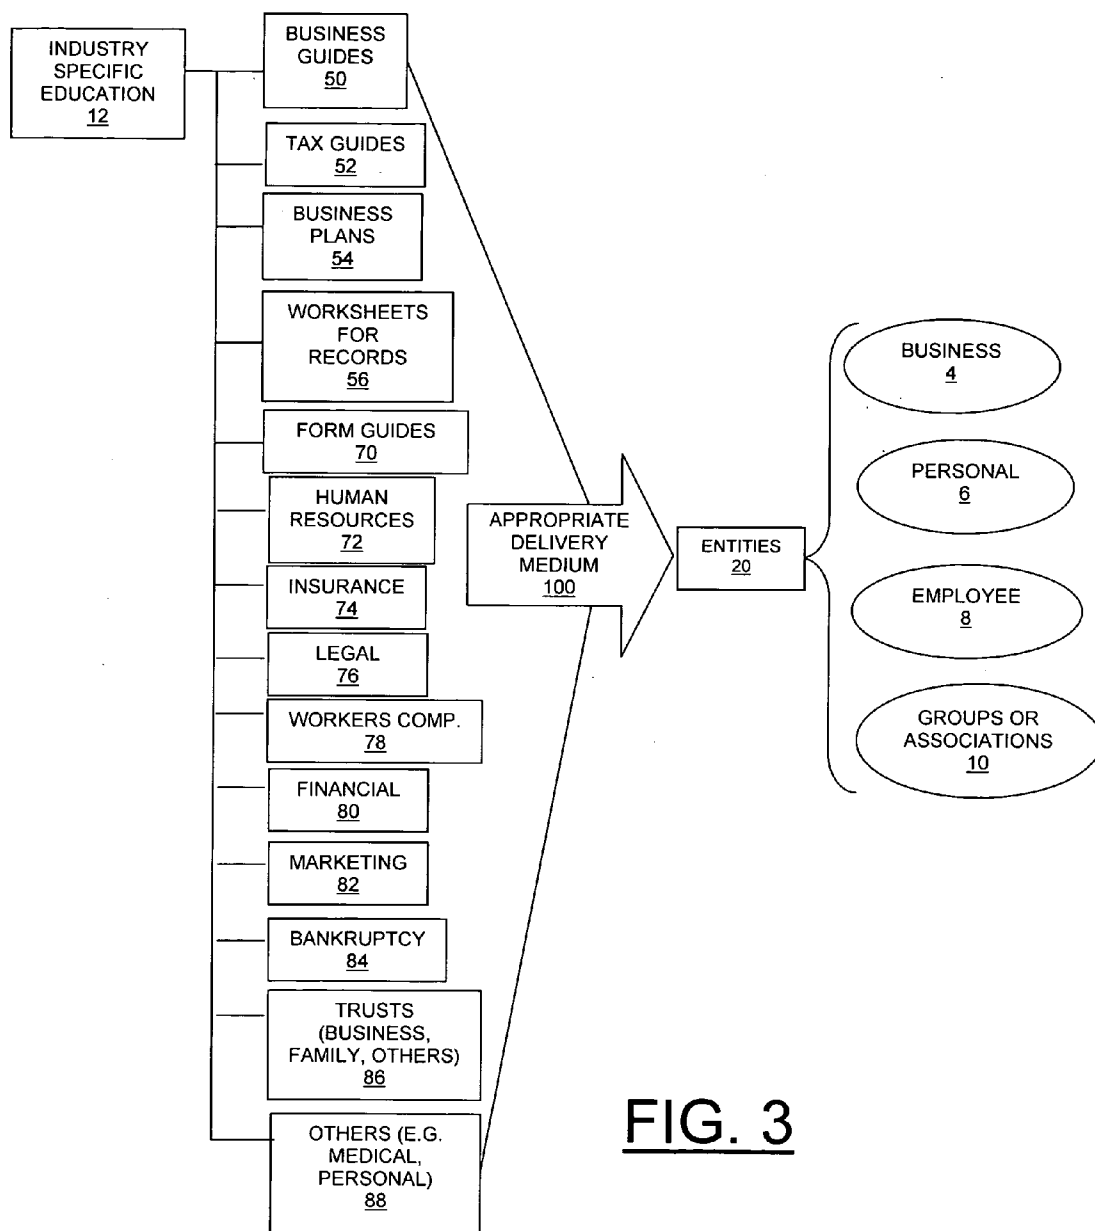 INDUSTRY
SPECIFIC
EDUCATION
12
BUSINESS
GUIDES
50
TAX GUIDES
52
BUSINESS
PLANS
54
WORKSHEETS
FOR
RECORDS
56
FORM GUIDES
70
HUMAN
RESOURCES
72
INSURANCE
74
LEGAL
76
WORKERS COMP.
78
FINANCIAL
80
MARKETING
82
BANKRUPTCY
84
TRUSTS
(BUSINESS,
FAMILY, OTHERS)
86
OTHERS (E.G.
MEDICAL,
PERSONAL)
88
APPROPRIATE
DELIVERY
MEDIUM
100
ENTITIES
20
BUSINESS
4
PERSONAL
6
EMPLOYEE
8
GROUPS OR
ASSOCIATIONS
10
FIG. 3